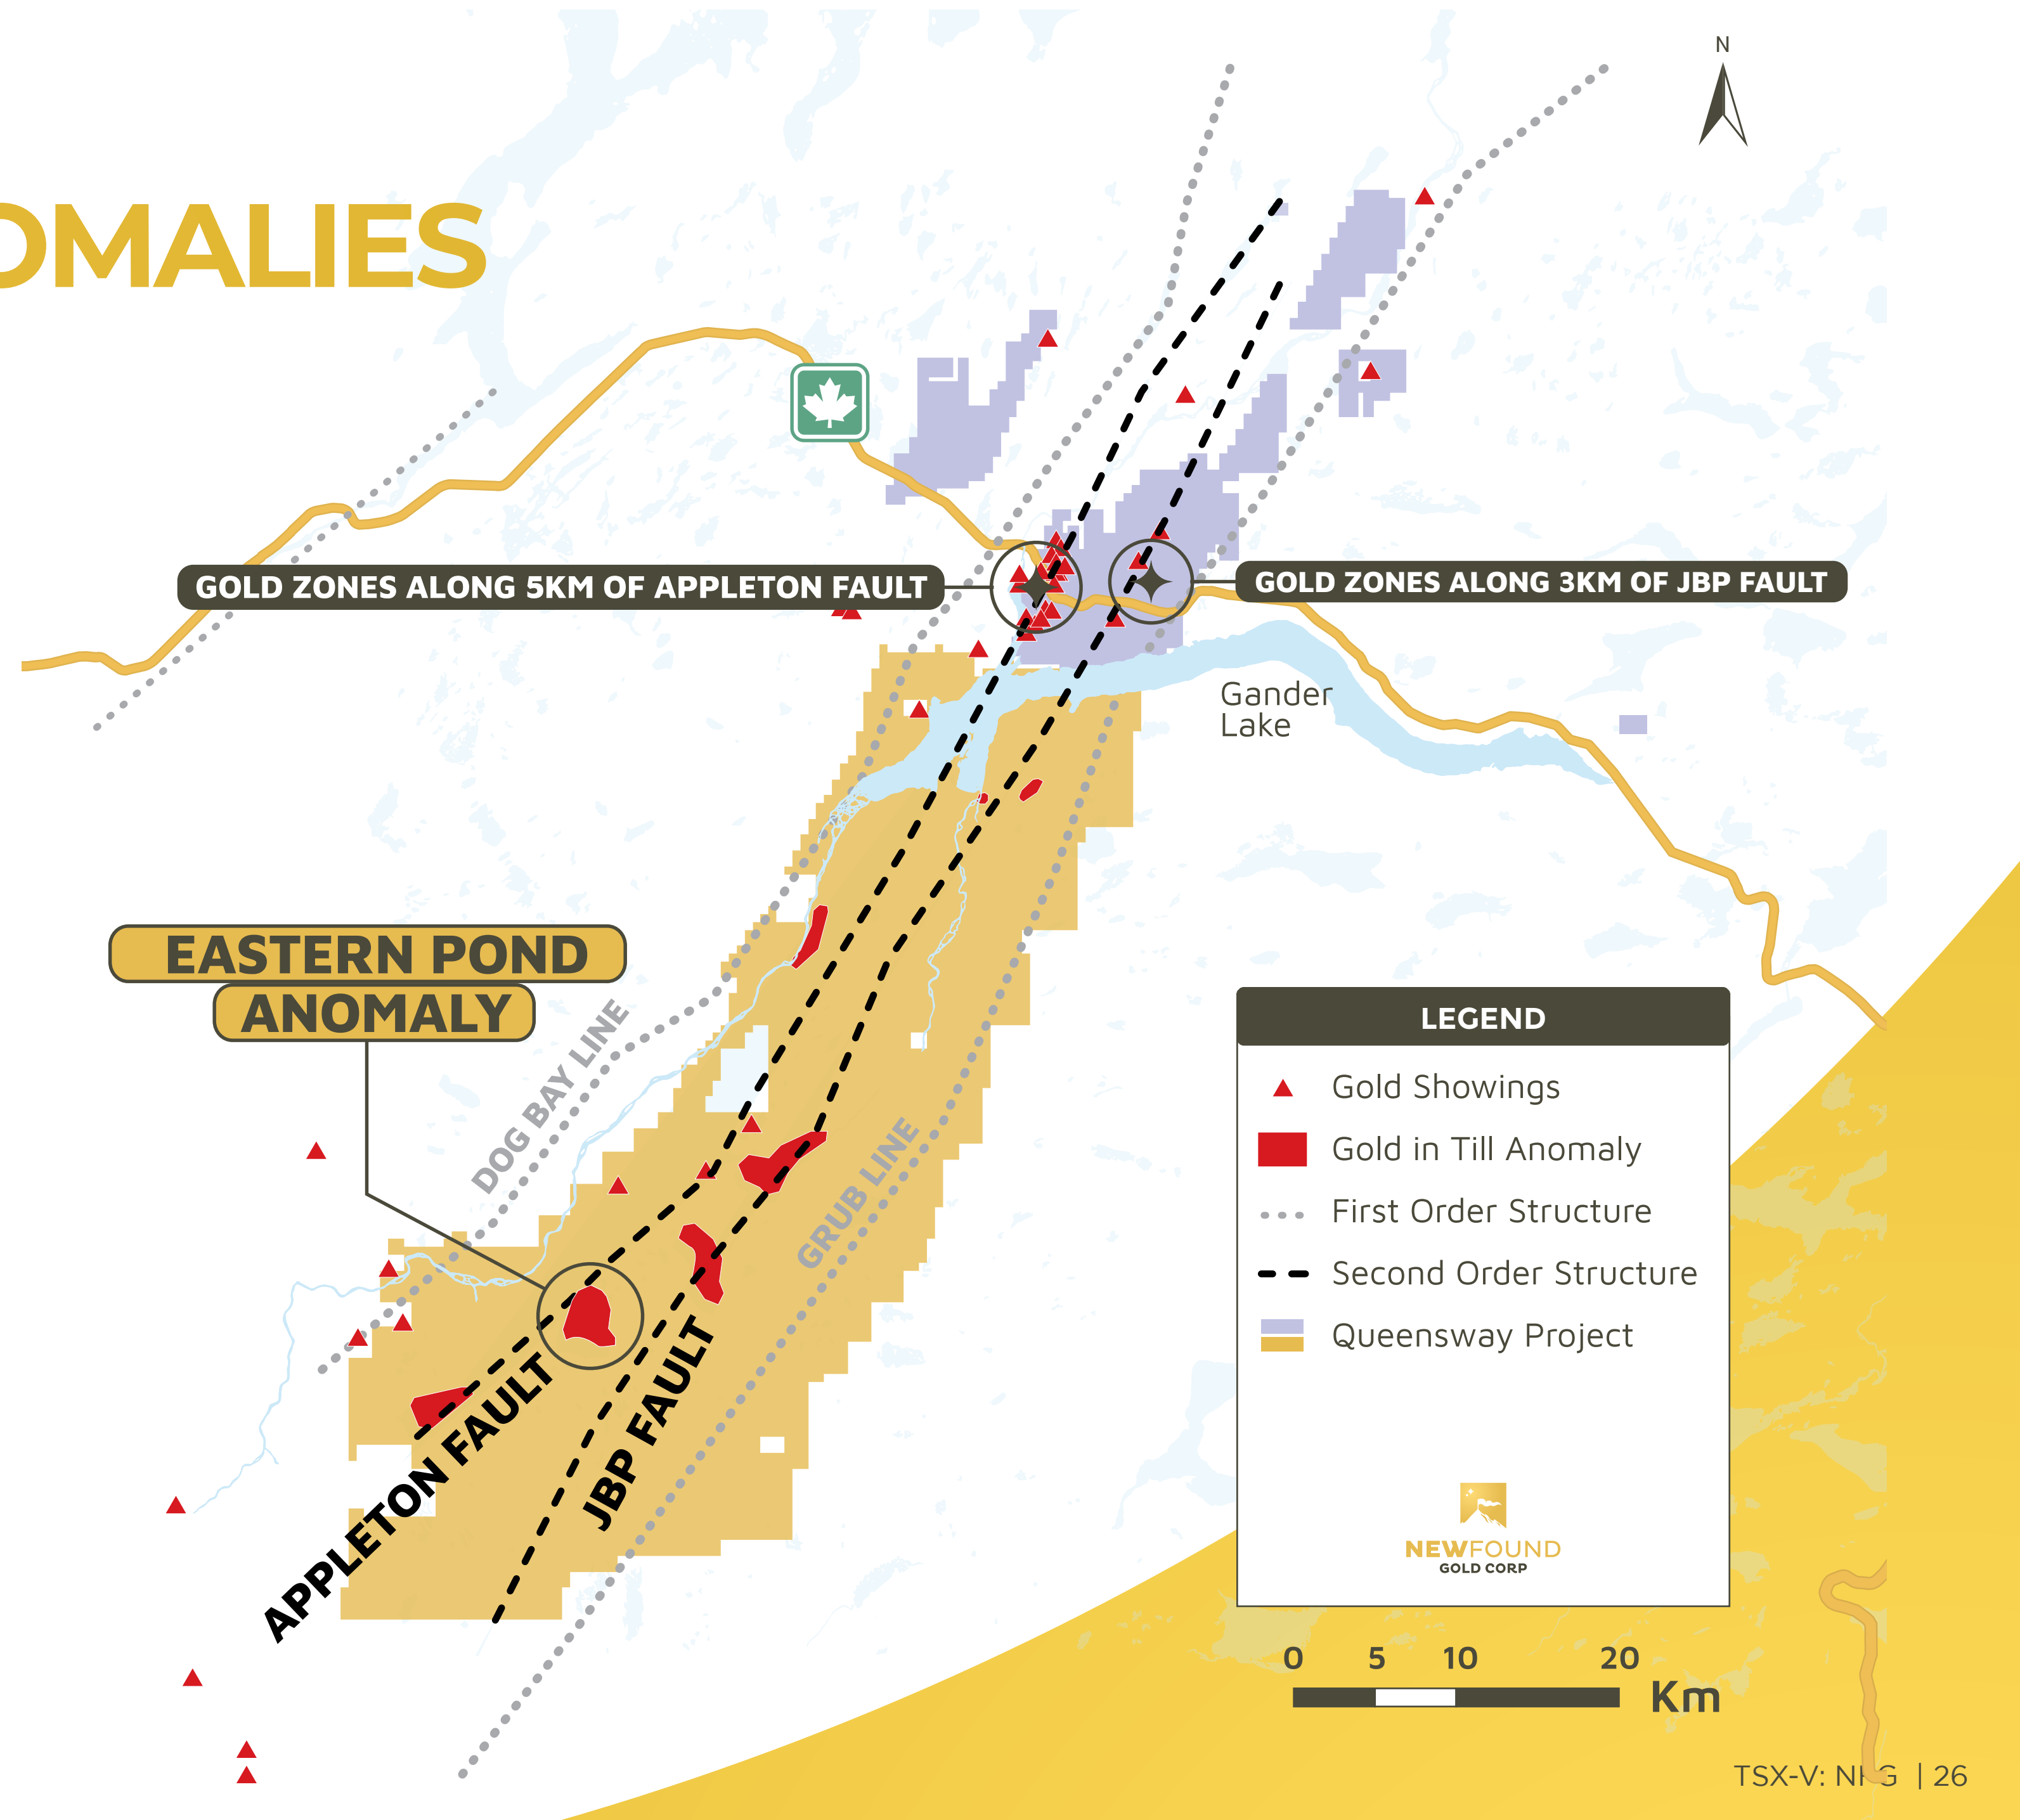 N
OMALIES
GOLD ZONES ALONG 5KM OF APPLETON FAULT
GOLD ZONES ALONG 3KM OF JBP FAULT
Gander
Lake
EASTERN POND
ANOMALY
DOG BAY LINE
GRUB LINE
APPLETON FAULT
JBP FAULT
LEGEND
Gold Showings
Gold in Till Anomaly
First Order Structure
Second Order Structure
Queensway Project
NEWFOUND
GOLD CORP
0 5 10 20
Km
TSX-V: NFG | 26